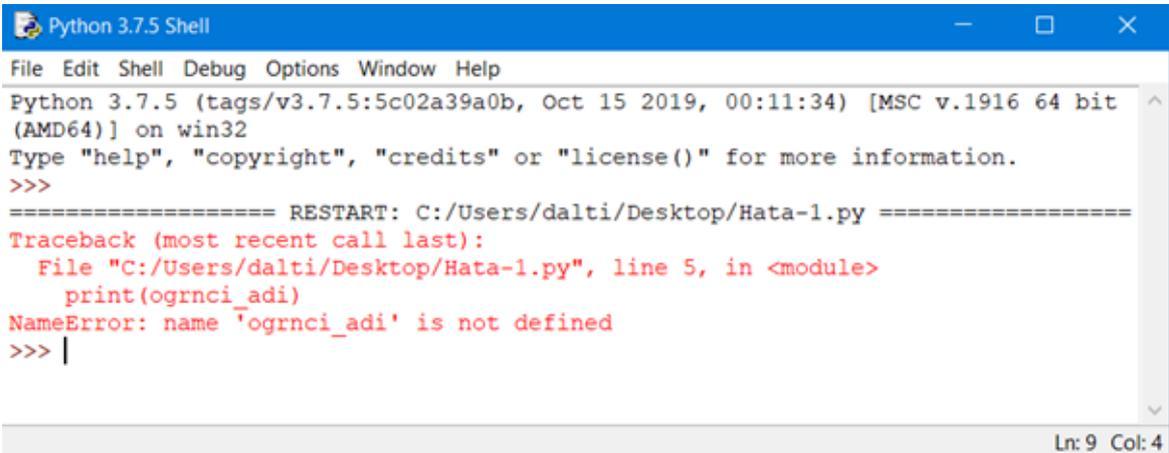 Python 3.7.5 Shell
File Edit Shell Debug Options Window Help
Python 3.7.5 (tags/v3.7.5:5c02a39a0b, Oct 15 2019, 00:11:34) [MSC v.1916 64 bit
(AMD64)] on win32
Type "help", "copyright", "credits" or "license()" for more information.
>>>
=================== RESTART: C:/Users/dalti/Desktop/Hata-1.py ==================
Traceback (most recent call last):
  File "C:/Users/dalti/Desktop/Hata-1.py", line 5, in <module>
    print(ogrnci_adi)
NameError: name 'ogrnci_adi' is not defined
>>>
Ln: 9 Col: 4